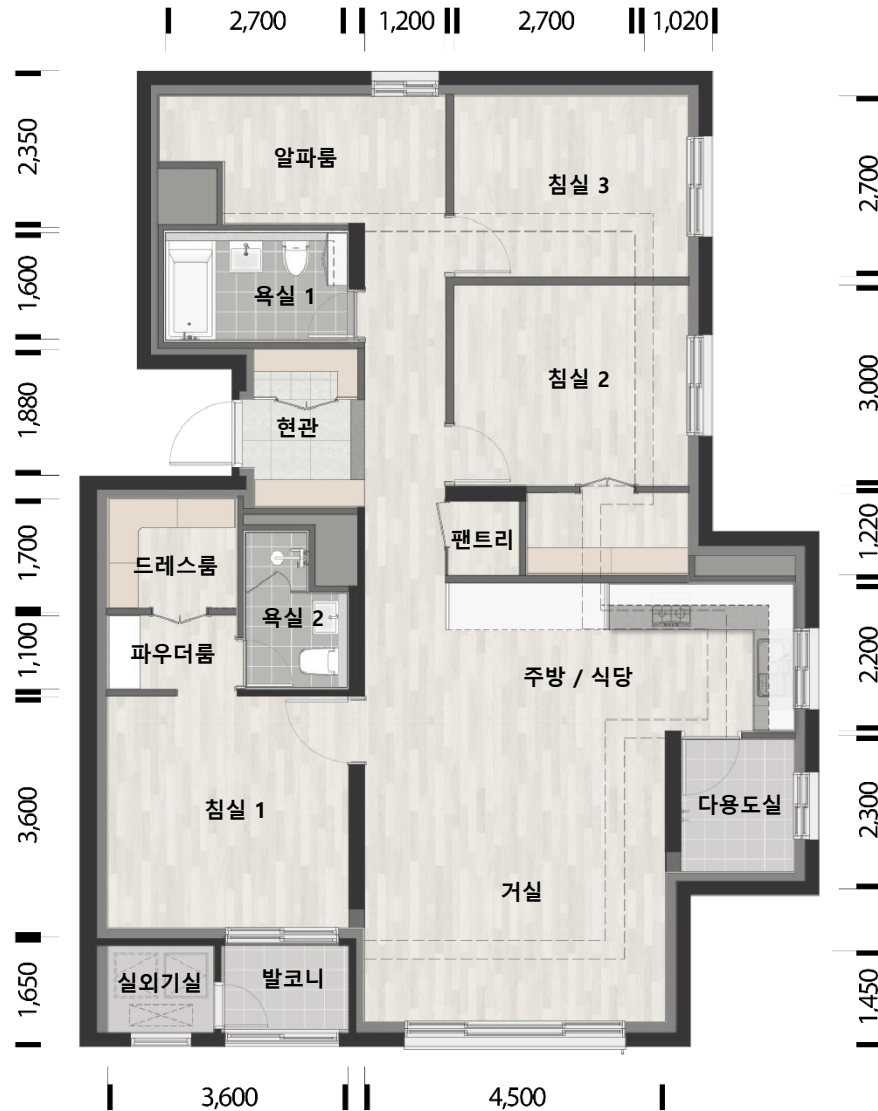 2,700
1,200
2,700
1,020
2,350
1,600
1,880
1,700
1,100
3,600
1,650
알파룸
침실 3
욕실 1
침실 2
현관
팬트리
드레스룸
욕실 2
파우더룸
주방 / 식당
침실 1
다용도실
거실
실외기실
발코니
2,700
3,000
1,220
2,200
2,300
1,450
3,600
4,500